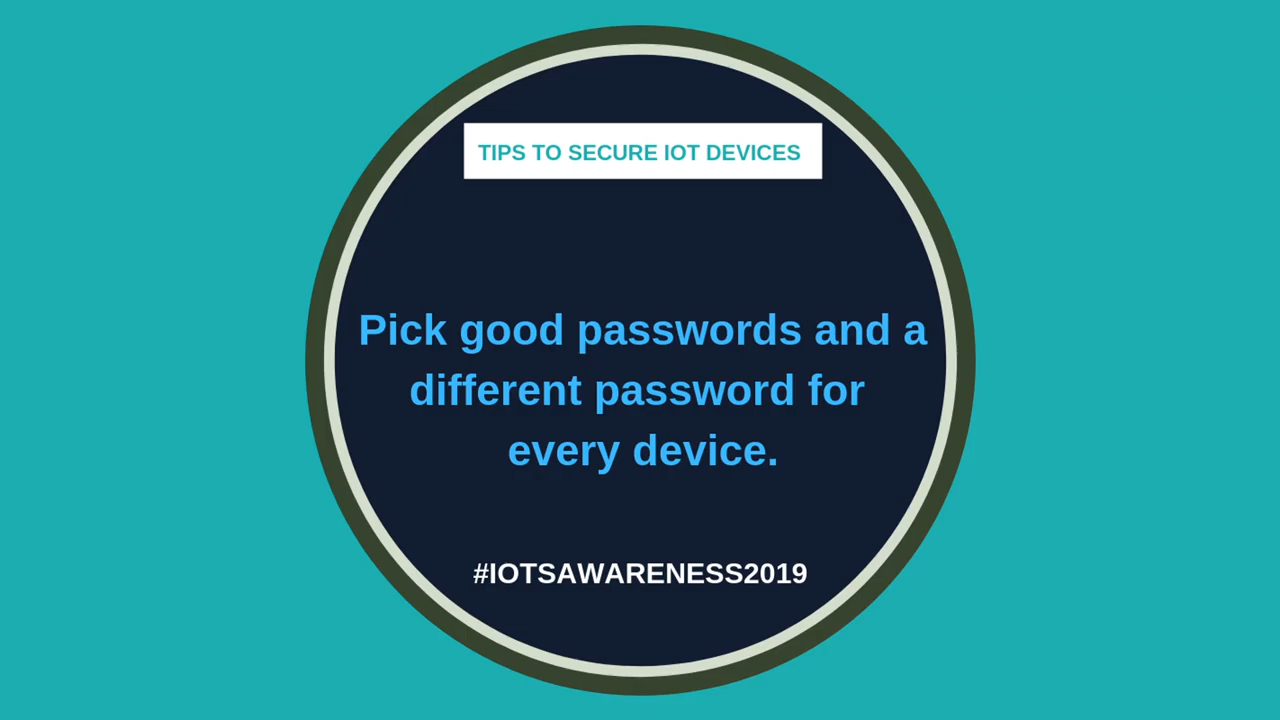 TIPS TO SECURE IOT DEVICES
Pick good passwords and a
different password for
every device.
#IOTSAWARENESS2019